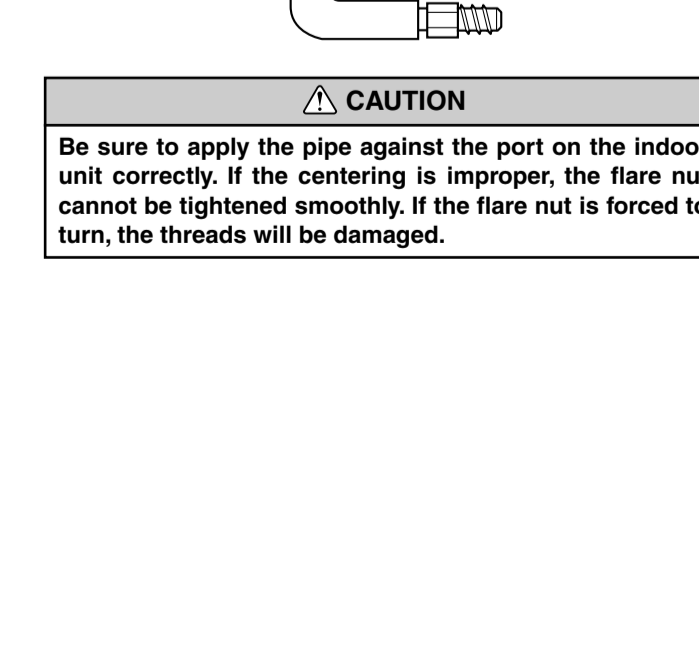 CAUTION
Be sure to apply the pipe against the port on the indoo
unit correctly. If the centering is improper, the flare nu
cannot be tightened smoothly. If the flare nut is forced to
turn, the threads will be damaged.